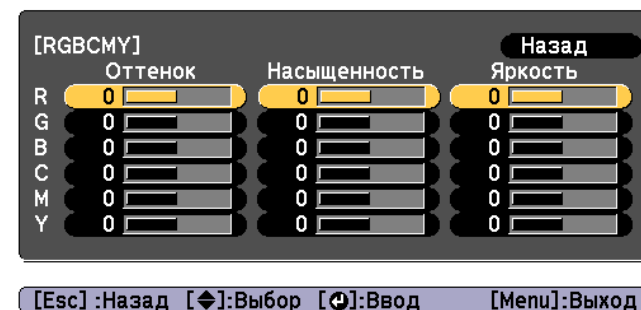 [RGBCMY] Назад
Оттенок Насыщенность Яркость
R 0 0 0
G 0 0 0
B 0 0 0
C 0 0 0
M 0 0 0
Y 0 0 0
[Esc] :Назад [◆]:Выбор [⏎]:Ввод [Menu]:Выход